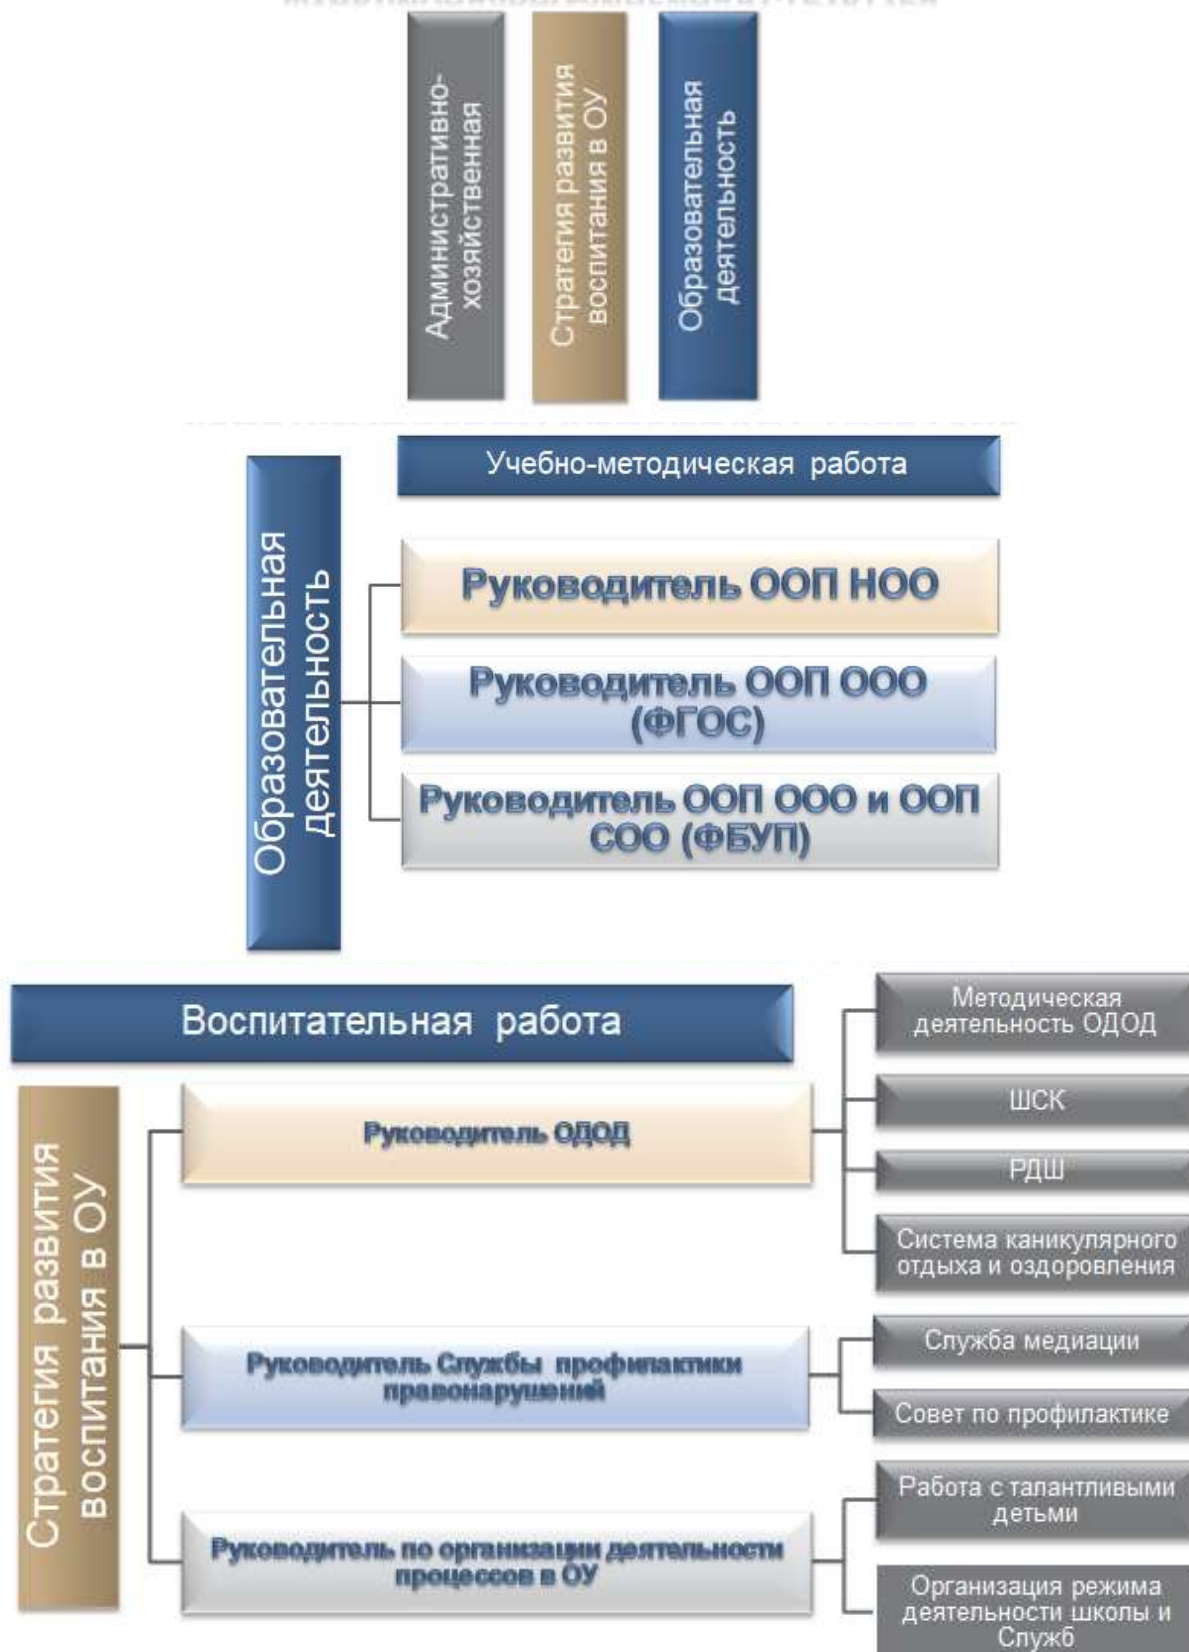 Административно-
хозяйственная
Стратегия развития
воспитания в ОУ
Образовательная
деятельность
Образовательная
деятельность
Учебно-методическая работа
Руководитель ООП НОО
Руководитель ООП ООО
(ФГОС)
Руководитель ООП ООО и ООП
СОО (ФБУП)
Воспитательная работа
Стратегия развития
воспитания в ОУ
Руководитель ОДОД
Методическая
деятельность ОДОД
ШСК
РДШ
Система каникулярного
отдыха и оздоровления
Руководитель Службы профилактики
правонарушений
Служба медиации
Совет по профилактике
Руководитель по организации деятельности
процессов в ОУ
Работа с талантливыми
детьми
Организация режима
деятельности школы и
Служб